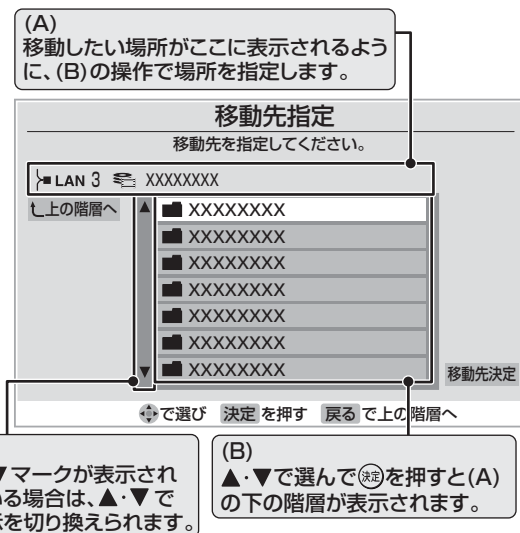 (A)
移動したい場所がここに表示されるよう
に、(B)の操作で場所を指定します。
移動先指定
移動先を指定してください。
LAN 3 XXXXXXXX
上の階層へ ▲ XXXXXXXX
XXXXXXXX
XXXXXXXX
XXXXXXXX
XXXXXXXX
XXXXXXXX
▼ XXXXXXXX
移動先決定
で選び 決定 を押す 戻る で上の階層へ
▼マークが表示され
いる場合は、▲・▼で
を切り換えられます。
(B)
▲・▼で選んで決定を押すと(A)
の下の階層が表示されます。